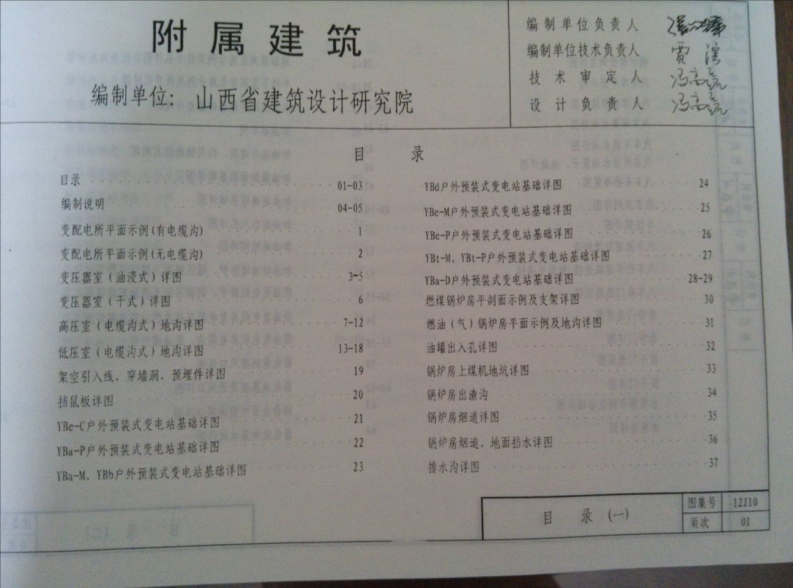 附属建筑
编制单位: 山西省建筑设计研究院
编制单位负责人
编制单位技术负责人
技术审定人
设计负责人
目 录
目录 01-03
编制说明 04-05
变配电所平面示例(有电缆沟) 1
变配电所平面示例(无电缆沟) 2
变压器室(油浸式)详图 3-5
变压器室(干式)详图 6
高压室(电缆沟式)地沟详图 7-12
低压室(电缆沟式)地沟详图 13-18
架空引入线、穿墙洞、预埋件详图 19
挡鼠板详图 20
YBe-C户外预装式变电站基础详图 21
YBa-P户外预装式变电站基础详图 22
YBa-M、YBb户外预装式变电站基础详图 23
YBd户外预装式变电站基础详图 24
YBe-M户外预装式变电站基础详图 25
YBe-P户外预装式变电站基础详图 26
YBt-M、YBt-P户外预装式变电站基础详图 27
YBa-D户外预装式变电站基础详图 28-29
燃煤锅炉房平剖面示例及支架详图 30
燃油(气)锅炉房平面示例及地沟详图 31
油罐出入孔详图 32
锅炉房上煤机地坑详图 33
锅炉房出渣沟 34
锅炉房烟道详图 35
锅炉房烟道、地面挡水详图 36
排水沟详图 37
目 录 (一)
图集号 12J10
页次 01